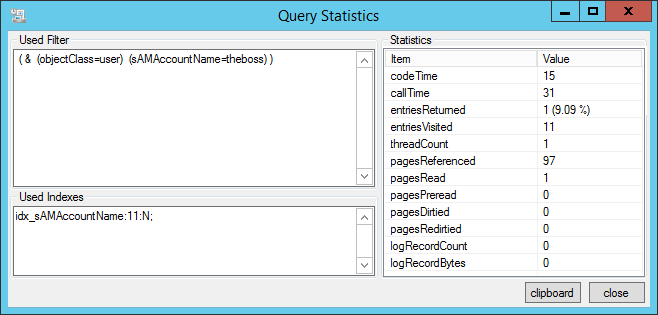 Query Statistics
Used Filter
( & (objectClass=user) (sAMAccountName=theboss) )
Used Indexes
idx_sAMAccountName:11:N;
Statistics
Item Value
codeTime 15
callTime 31
entriesReturned 1 (9.09 %)
entriesVisited 11
threadCount 1
pagesReferenced 97
pagesRead 1
pagesPreread 0
pagesDirtied 0
pagesRedirtied 0
logRecordCount 0
logRecordBytes 0
clipboard close